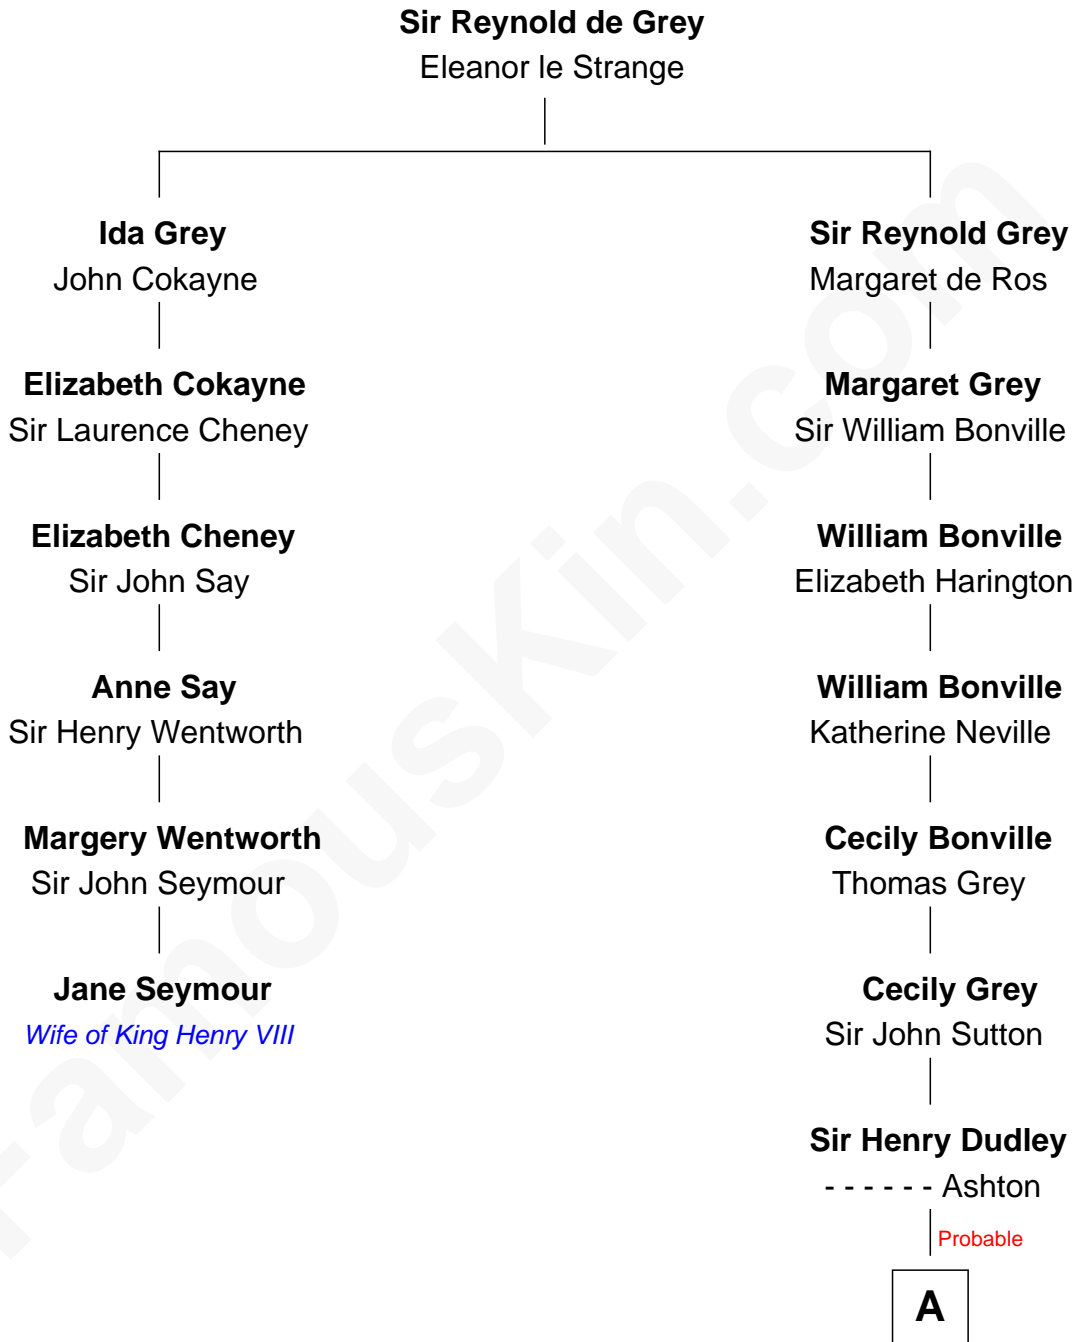 Sir Reynold de Grey
Eleanor le Strange
Ida Grey
John Cokayne
Sir Reynold Grey
Margaret de Ros
Elizabeth Cokayne
Sir Laurence Cheney
Margaret Grey
Sir William Bonville
Elizabeth Cheney
Sir John Say
William Bonville
Elizabeth Harington
Anne Say
Sir Henry Wentworth
William Bonville
Katherine Neville
Margery Wentworth
Sir John Seymour
Cecily Bonville
Thomas Grey
Jane Seymour
Wife of King Henry VIII
Cecily Grey
Sir John Sutton
Sir Henry Dudley
- - - - - - Ashton
Probable
A
FamousKin.com